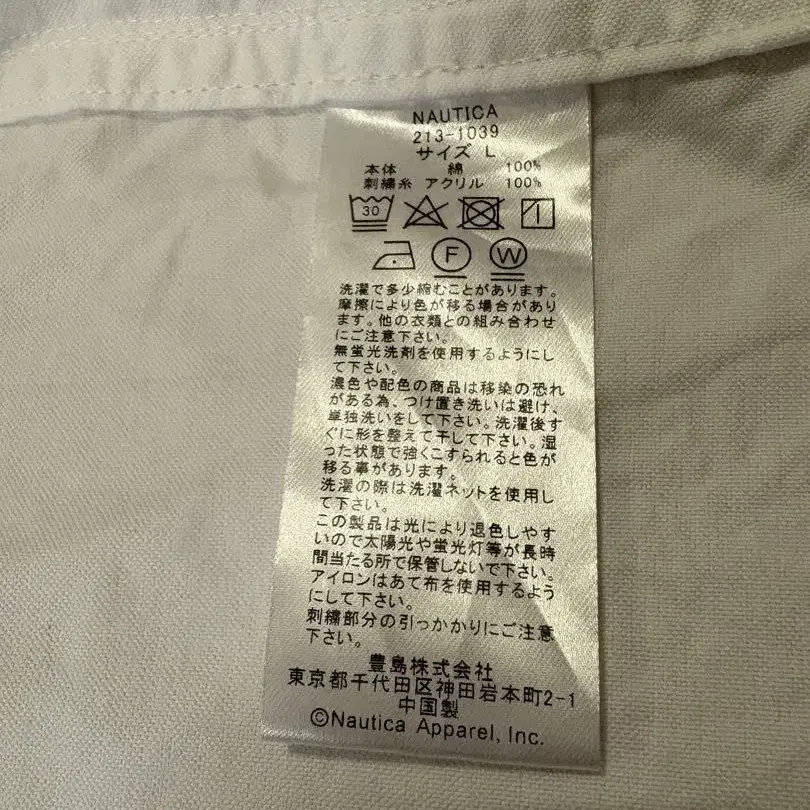 NAUTICA
213-1039
サイズ L
本体 綿 100%
刺繍糸 アクリル 100%
30
F W
洗濯で多少縮むことがあります。
摩擦により色が移る場合があり
ます。他の衣類との組み合わせ
にご注意下さい。
無蛍光洗剤を使用するようにし
て下さい。
濃色や配色の商品は移染の恐れ
がある為、つけ置き洗いは避け、
単独洗いをして下さい。洗濯後す
ぐに形を整えて干して下さい。湿
った状態で強くこすられると色が
移る事があります。
洗濯の際は洗濯ネットを使用し
て下さい。
この製品は光により退色しやす
いので太陽光や蛍光灯等が長時
間当たる所で保管しないで下さい。
アイロンはあて布を使用するよう
にして下さい。
刺繍部分の引っかかりにご注意
下さい。
豊島株式会社
東京都千代田区神田岩本町2-1
中国製
©Nautica Apparel, Inc.